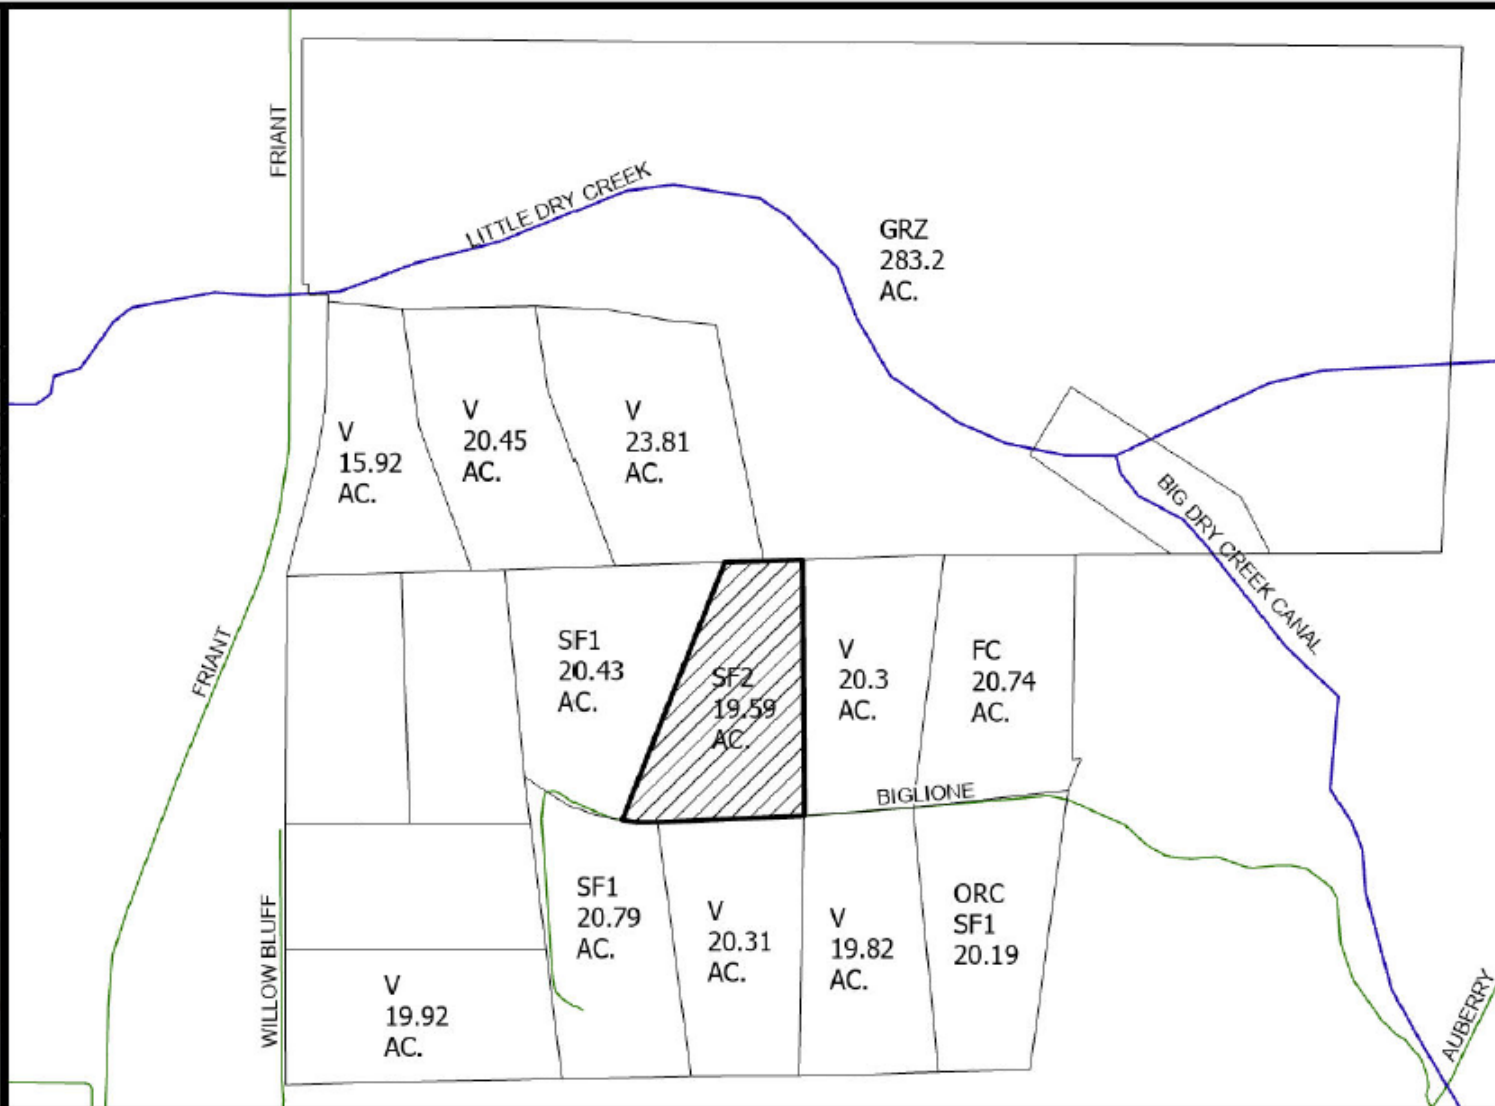 FRIANT
LITTLE DRY CREEK
GRZ
283.2
AC.
V
15.92
AC.
V
20.45
AC.
V
23.81
AC.
BIG DRY CREEK CANAL
FRIANT
SF1
20.43
AC.
SF2
19.59
AC.
V
20.3
AC.
FC
20.74
AC.
BIGLIONE
WILLOW BLUFF
V
19.92
AC.
SF1
20.79
AC.
V
20.31
AC.
V
19.82
AC.
ORC
SF1
20.19
AUBERRY